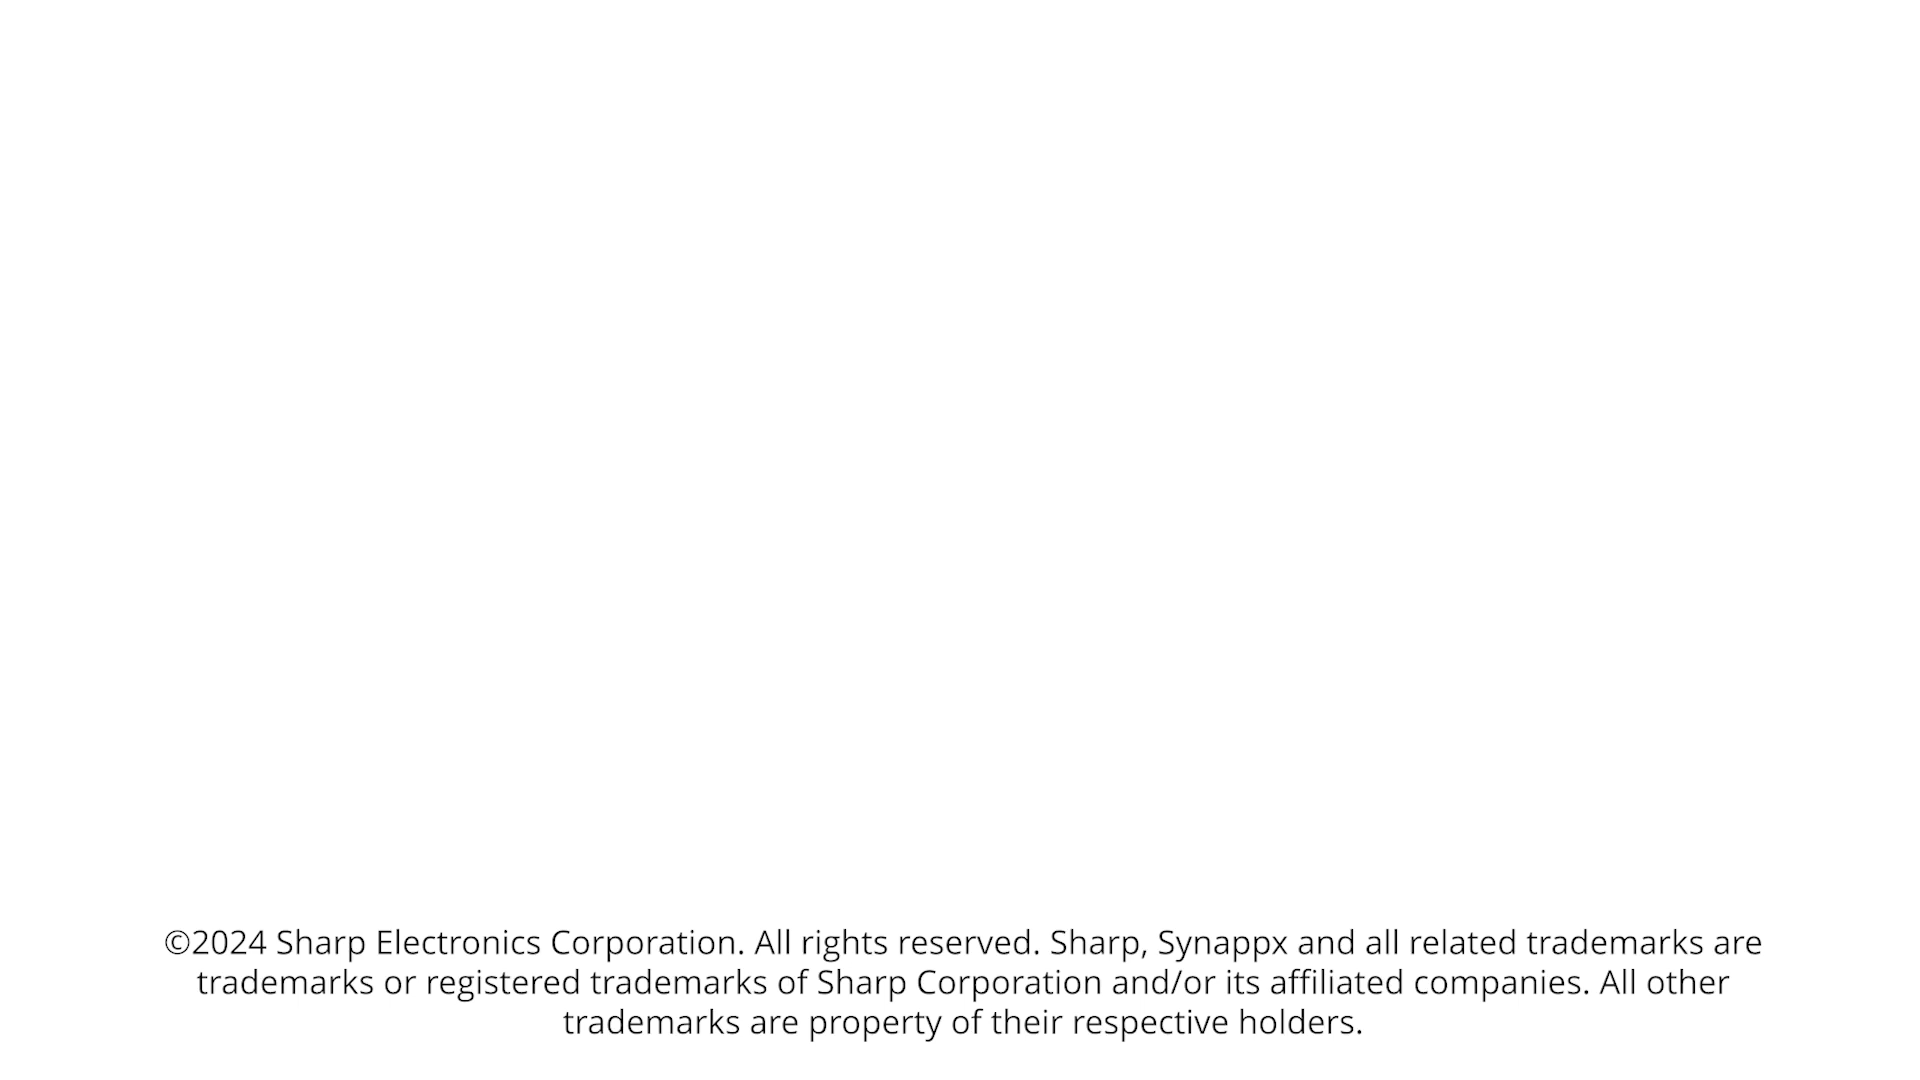 ©2024 Sharp Electronics Corporation. All rights reserved. Sharp, Synappx and all related trademarks are
trademarks or registered trademarks of Sharp Corporation and/or its affiliated companies. All other
trademarks are property of their respective holders.